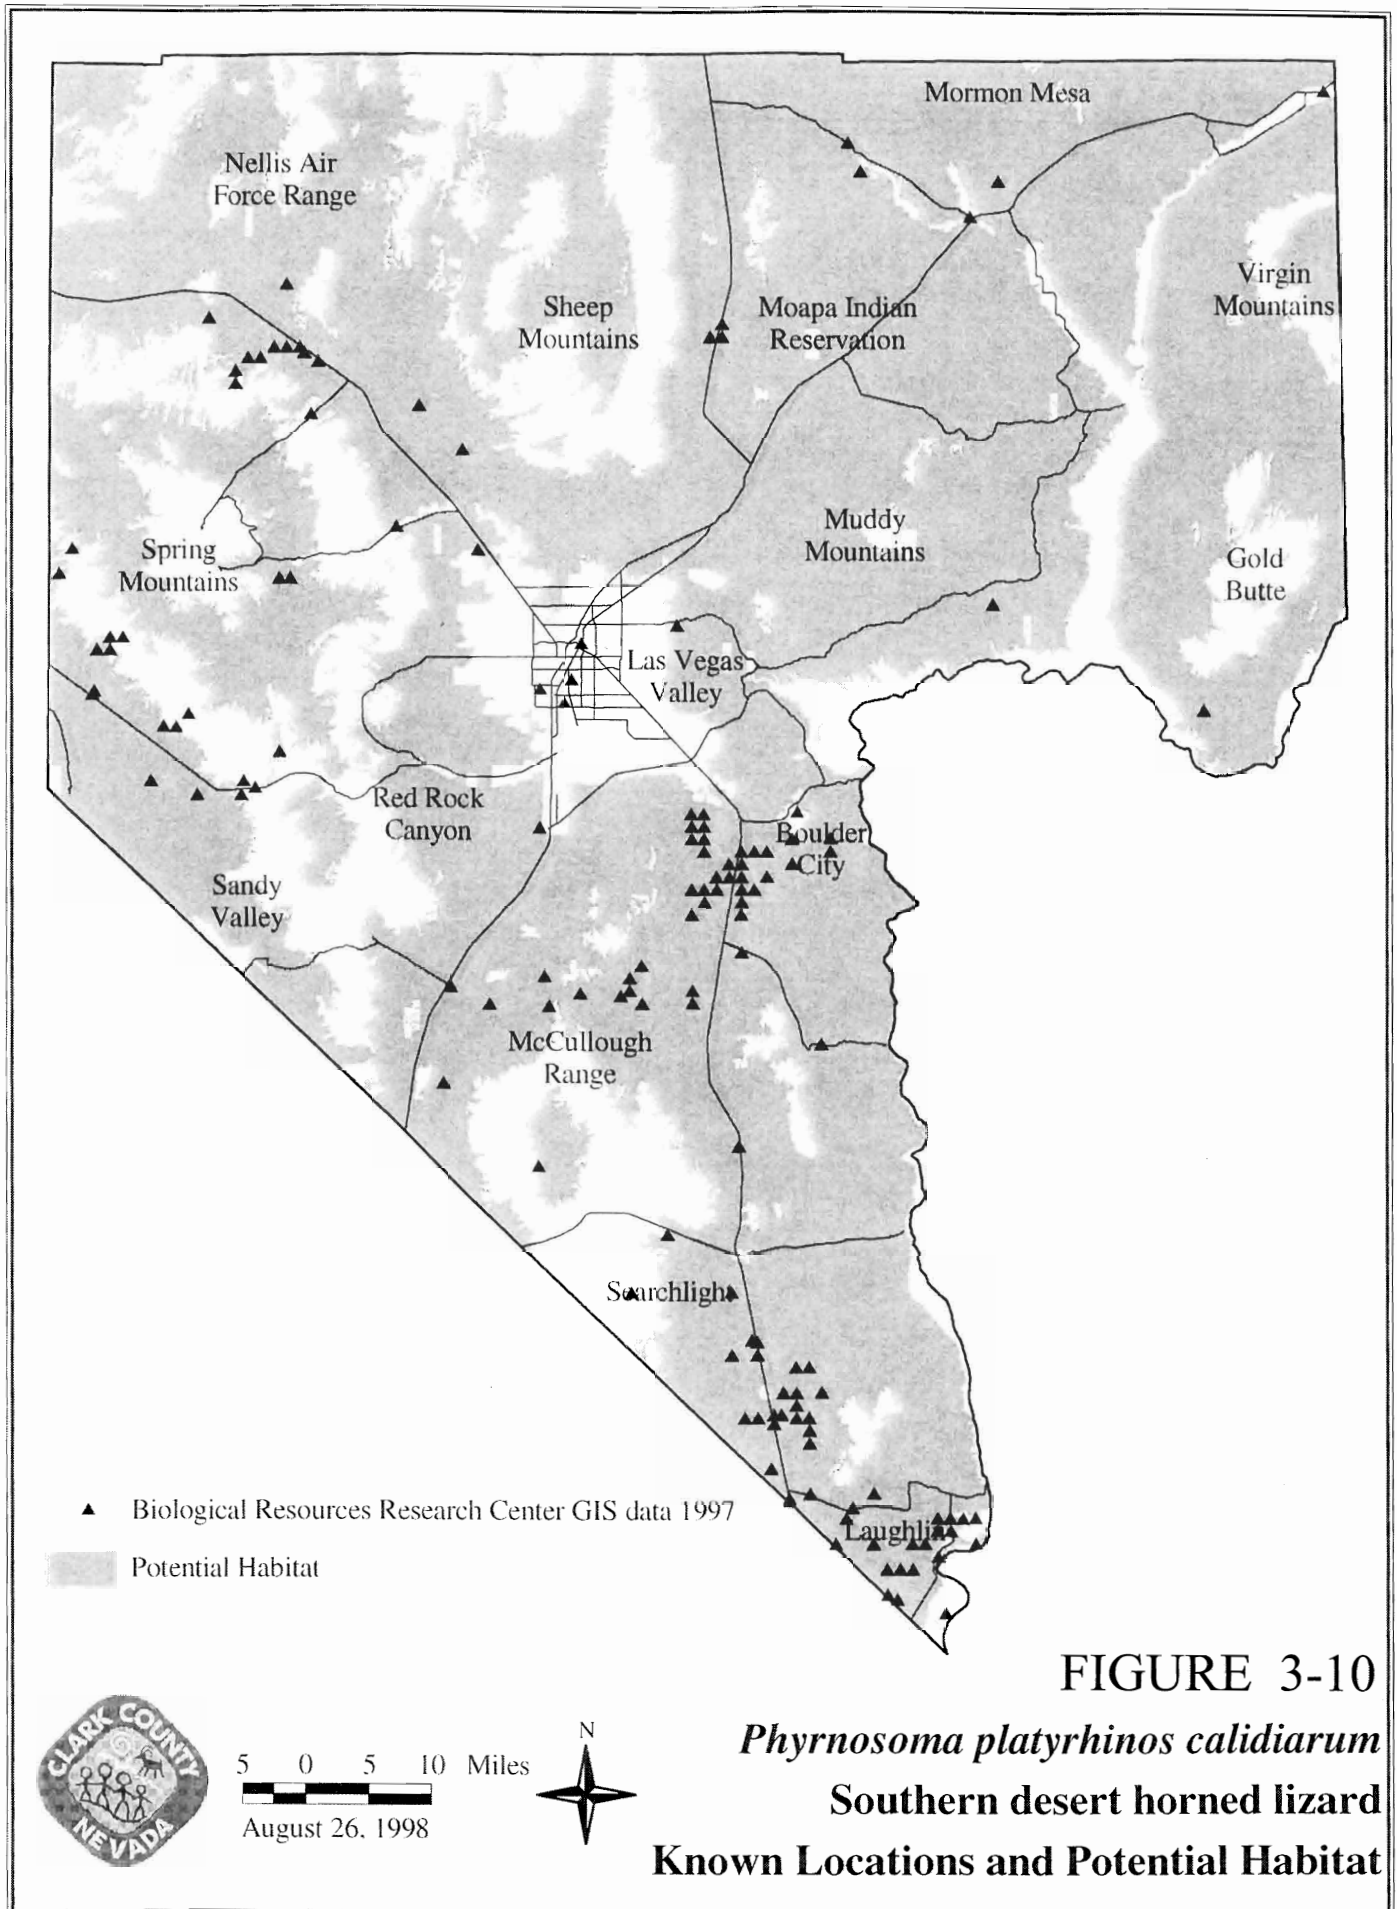 Mormon Mesa
Nellis Air
Force Range
Virgin
Mountains
Sheep
Mountains
Moapa Indian
Reservation
Muddy
Mountains
Spring
Mountains
Gold
Butte
Las Vegas
Valley
Red Rock
Canyon
Boulder
City
Sandy
Valley
McCullough
Range
Searchlight
Laughlin
Biological Resources Research Center GIS data 1997
Potential Habitat
FIGURE 3-10
Phyrnosoma platyrhinos calidiarum
Southern desert horned lizard
Known Locations and Potential Habitat
CLARK COUNTY
NEVADA
5 0 5 10 Miles
August 26, 1998
N